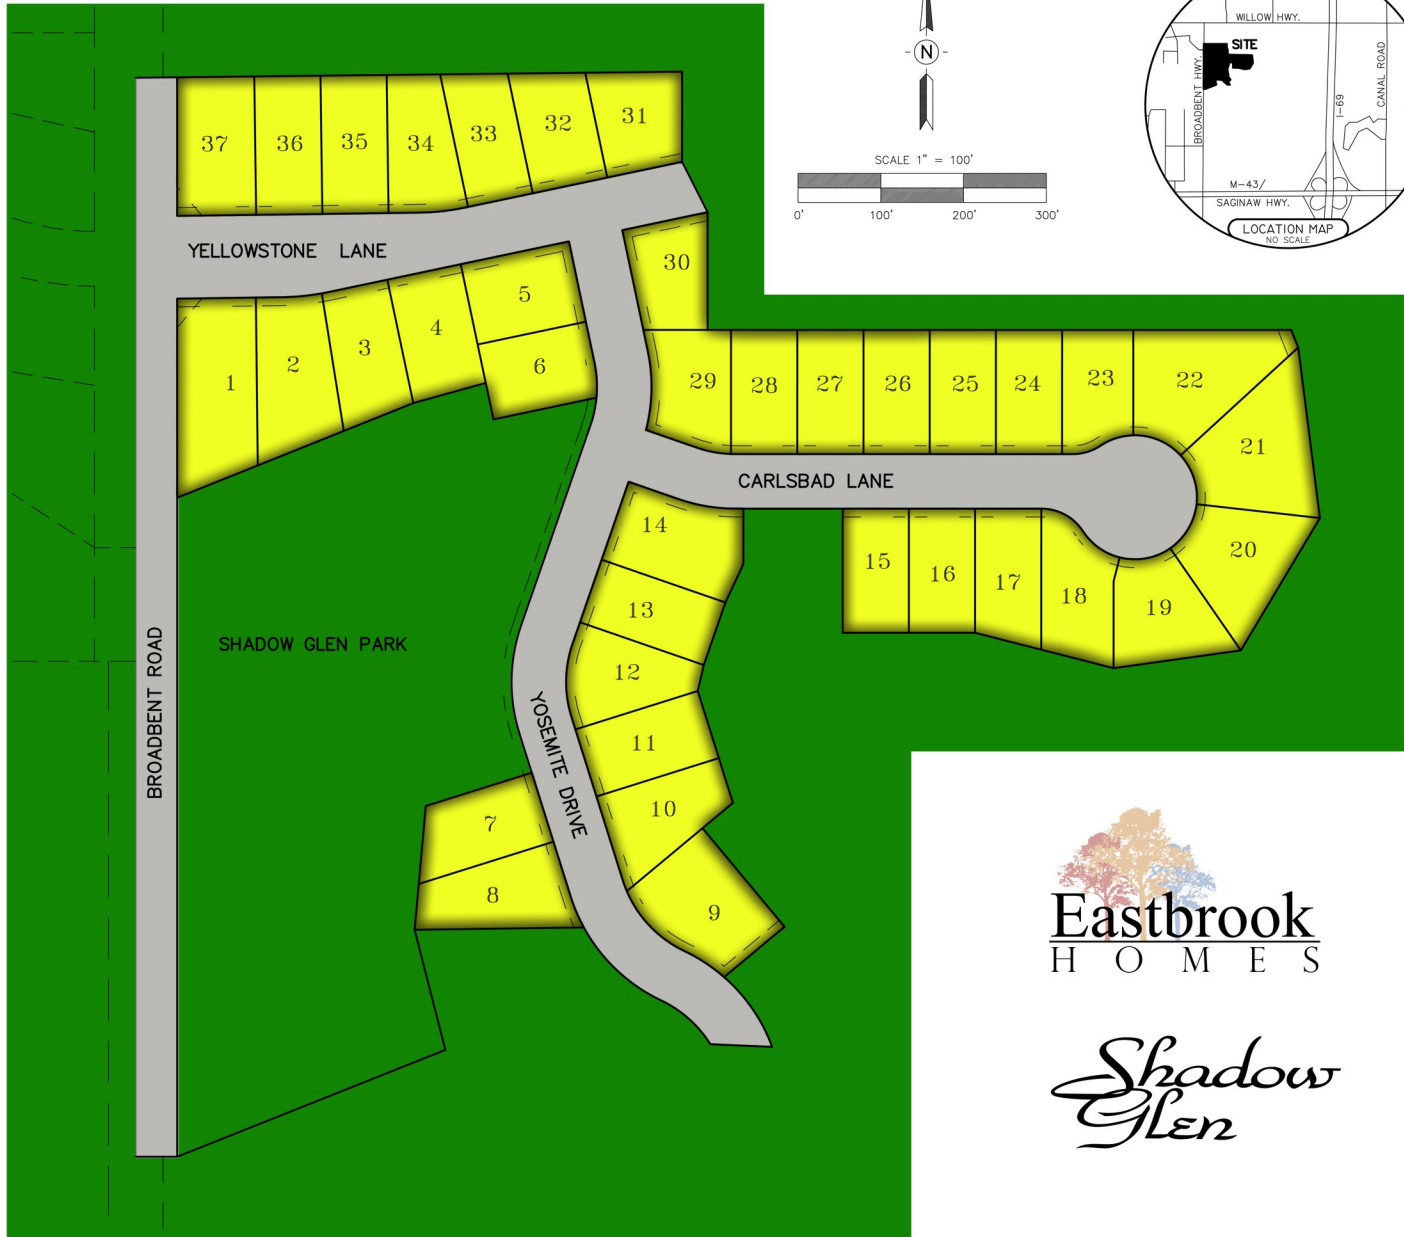 WILLOW HWY.
SITE
BROADBENT HWY.
I-69
CANAL ROAD
M-43/
SAGINAW HWY.
LOCATION MAP
NO SCALE
N
SCALE 1" = 100'
0' 100' 200' 300'
37 36 35 34 33 32 31
YELLOWSTONE LANE
30
1 2 3 4 5
6
29 28 27 26 25 24 23 22
21
CARLSBAD LANE
20
14
15 16 17 18 19
13
12
11
10
9
SHADOW GLEN PARK
BROADBENT ROAD
YOSEMITE DRIVE
7
8
Eastbrook
HOMES
Shadow
Glen